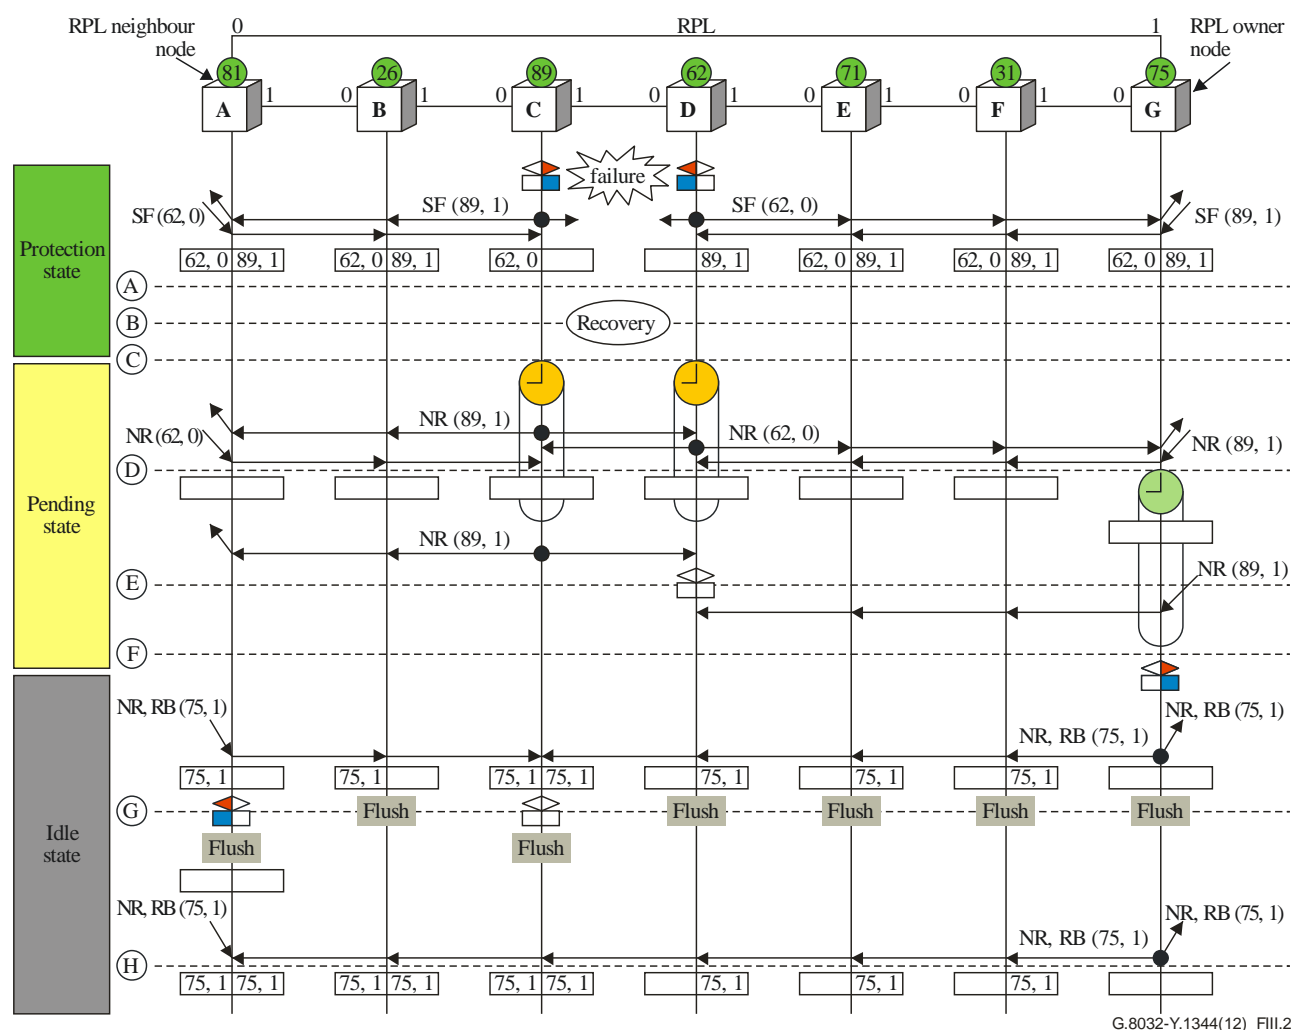 RPL neighbour
node
0
RPL
1
RPL owner
node
81
26
89
62
71
31
75
A
1
0
B
1
0
C
1
0
D
1
0
E
1
0
F
1
0
G
failure
SF (62, 0)
SF (89, 1)
SF (62, 0)
SF (89, 1)
Protection
state
62, 0 89, 1
62, 0 89, 1
62, 0
89, 1
62, 0 89, 1
62, 0 89, 1
62, 0 89, 1
A
B
Recovery
C
NR (62, 0)
NR (89, 1)
NR (62, 0)
NR (89, 1)
D
Pending
state
NR (89, 1)
E
NR (89, 1)
F
NR, RB (75, 1)
NR, RB (75, 1)
NR, RB (75, 1)
75, 1
75, 1
75, 1 75, 1
75, 1
75, 1
75, 1
G
Flush
Flush
Flush
Flush
Flush
Idle
state
Flush
Flush
NR, RB (75, 1)
NR, RB (75, 1)
NR, RB (75, 1)
H
75, 1 75, 1
75, 1 75, 1
75, 1 75, 1
75, 1
75, 1
75, 1
G.8032-Y.1344(12)_FIII.2